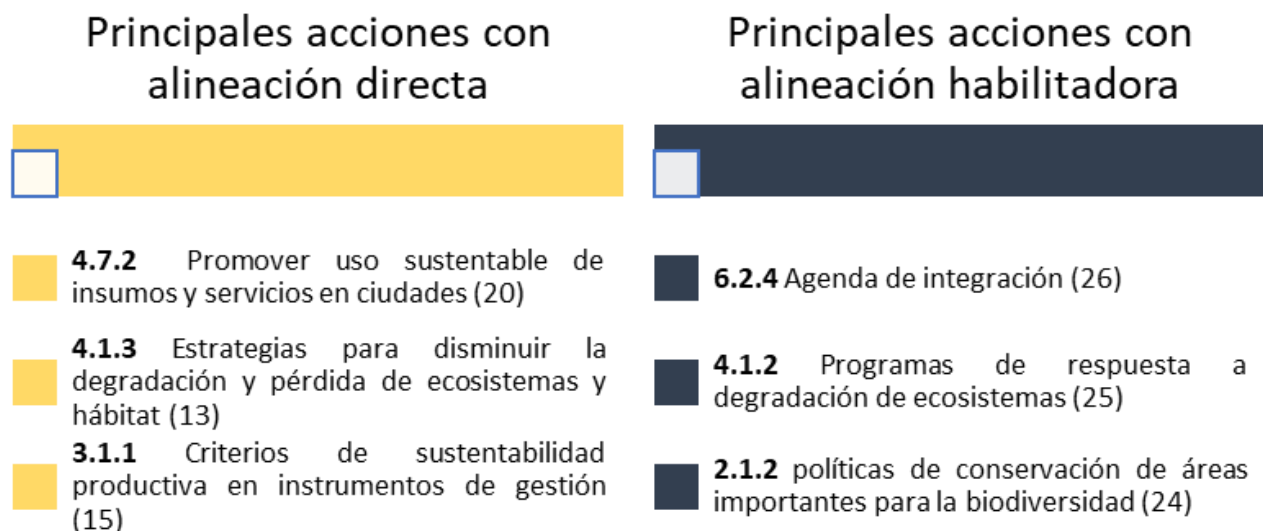 Principales acciones con
alineación directa
4.7.2 Promover uso sustentable de
insumos y servicios en ciudades (20)
4.1.3 Estrategias para disminuir la
degradación y pérdida de ecosistemas y
hábitat (13)
3.1.1 Criterios de sustentabilidad
productiva en instrumentos de gestión
(15)
Principales acciones con
alineación habilitadora
6.2.4 Agenda de integración (26)
4.1.2 Programas de respuesta a
degradación de ecosistemas (25)
2.1.2 políticas de conservación de áreas
importantes para la biodiversidad (24)